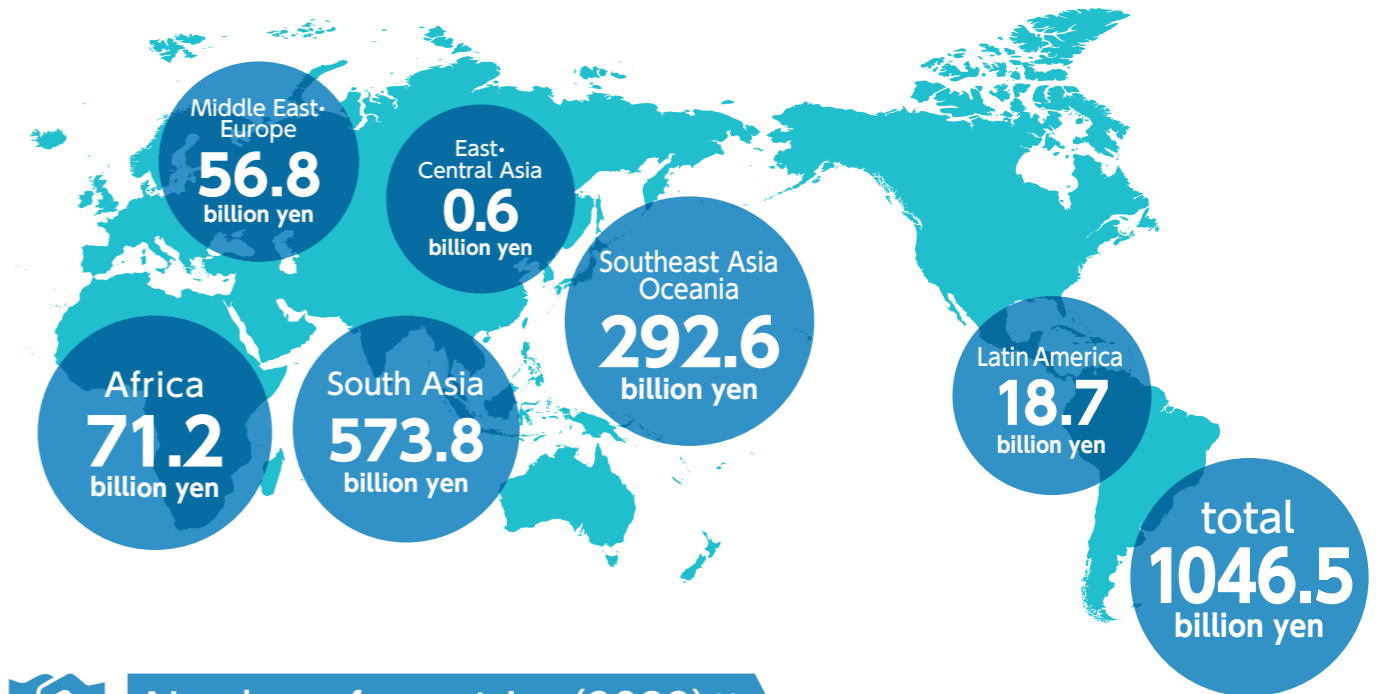 Middle East·
Europe
56.8
billion yen
East·
Central Asia
0.6
billion yen
Southeast Asia
Oceania
292.6
billion yen
Africa
71.2
billion yen
South Asia
573.8
billion yen
Latin America
18.7
billion yen
total
1046.5
billion yen